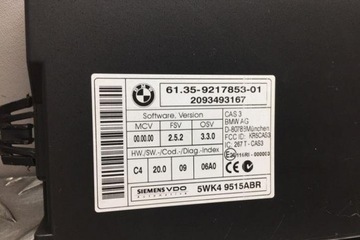 BMW
61.35-9217853-01
2093493167
Software, Version
MCV FSV OSV
00.00.00 2.5.2 3.3.0
HW./SW.-/Cod.-/Diag.-Index
C4 20.0 09 06A0
CAS 3
BMW AG
D-80788München
FCC ID: KR5CAS3
IC: 267 T - CAS3
SIEMENS VDO 5WK4 9515ABR